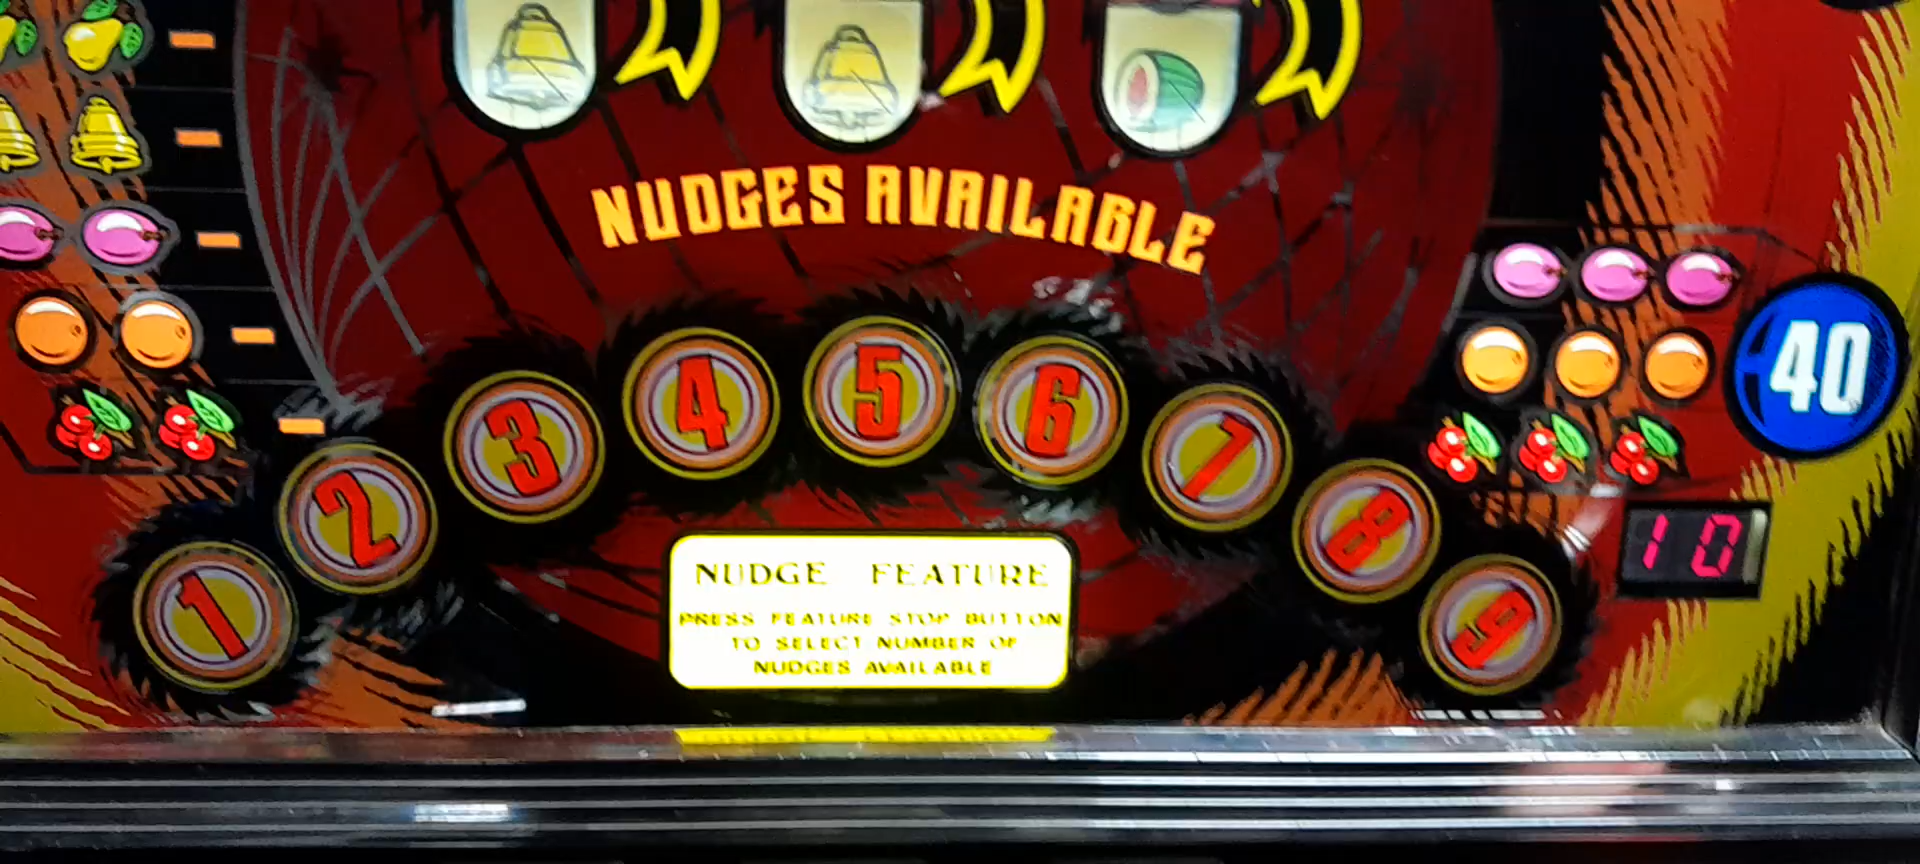 NUDGES AVAILABLE
1
2
3
4
5
6
7
8
9
40
10
NUDGE FEATURE
PRESS FEATURE STOP BUTTON
TO SELECT NUMBER OF
NUDGES AVAILABLE